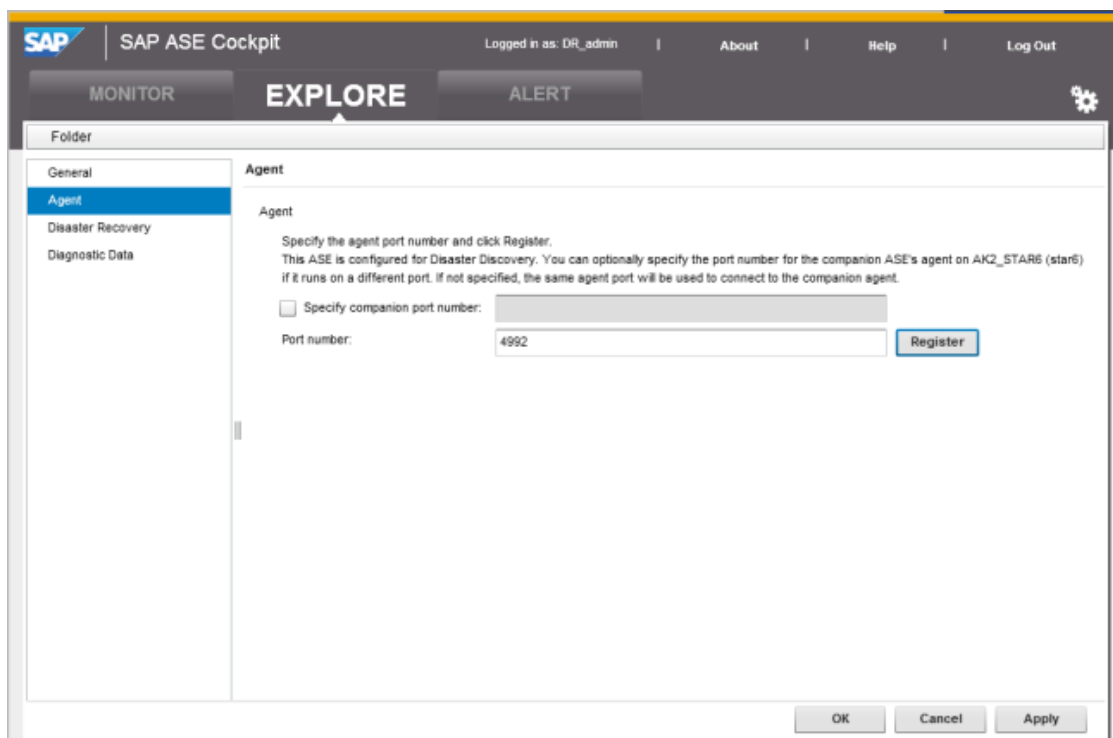 SAP
SAP ASE Cockpit
Logged in as: DR_admin | About | Help | Log Out
MONITOR
EXPLORE
ALERT
Folder
General
Agent
Disaster Recovery
Diagnostic Data
Agent
Agent
Specify the agent port number and click Register.
This ASE is configured for Disaster Discovery. You can optionally specify the port number for the companion ASE's agent on AK2_STAR6 (star6)
if it runs on a different port. If not specified, the same agent port will be used to connect to the companion agent.
Specify companion port number:
Port number: 4992 Register
OK Cancel Apply